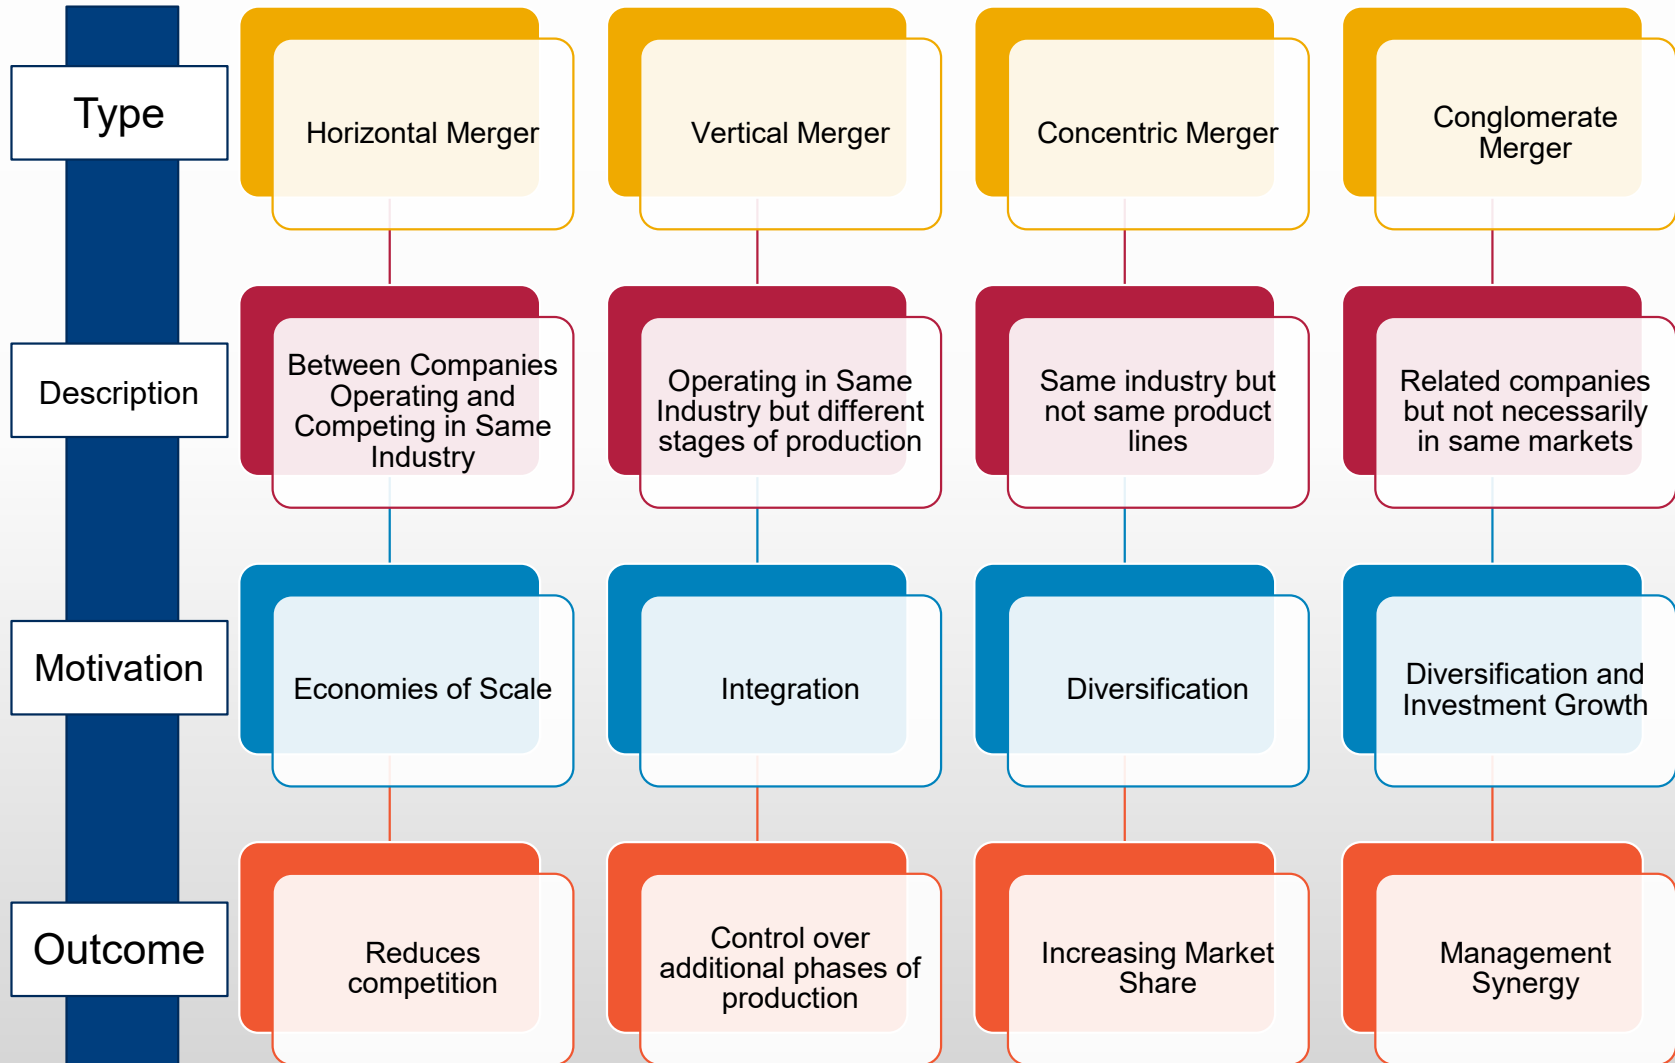 Type
Horizontal Merger
Vertical Merger
Concentric Merger
Conglomerate
Merger
Description
Between Companies
Operating and
Competing in Same
Industry
Operating in Same
Industry but different
stages of production
Same industry but
not same product
lines
Related companies
but not necessarily
in same markets
Motivation
Economies of Scale
Integration
Diversification
Diversification and
Investment Growth
Outcome
Reduces
competition
Control over
additional phases of
production
Increasing Market
Share
Management
Synergy